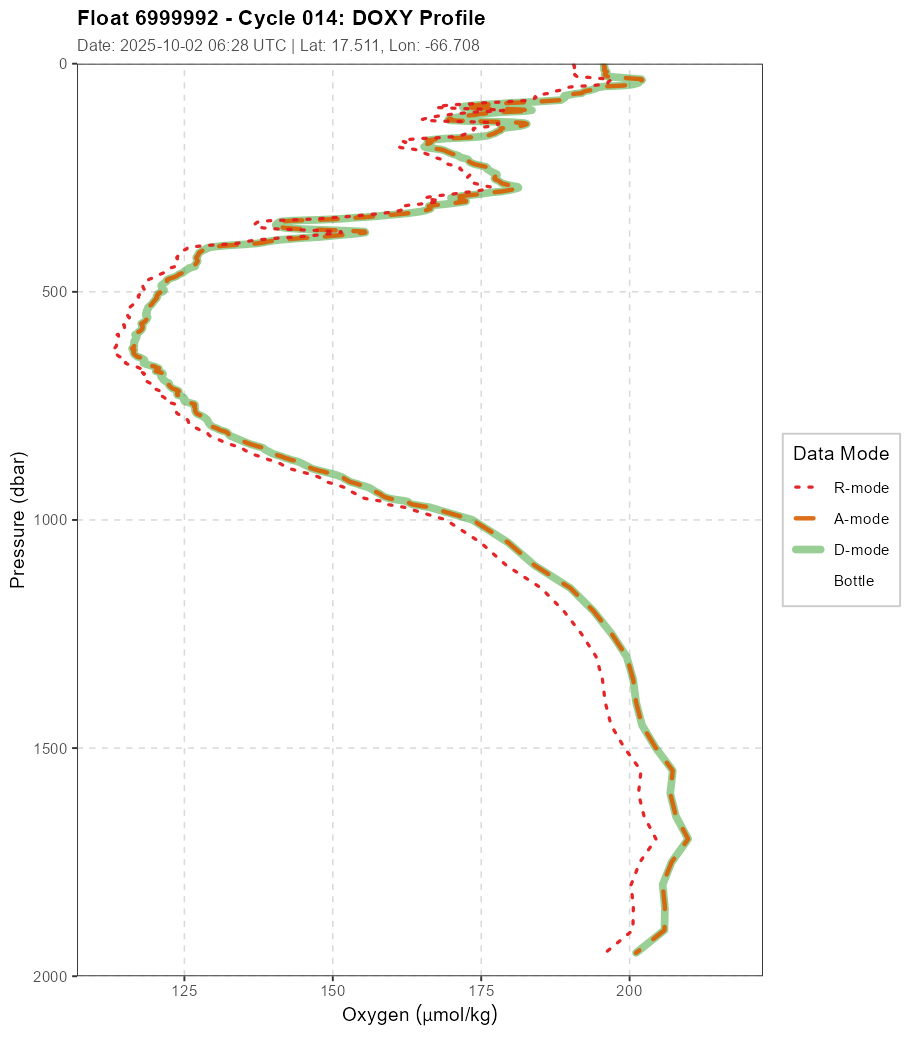 Float 6999992 - Cycle 014: DOXY Profile
Date: 2025-10-02 06:28 UTC | Lat: 17.511, Lon: -66.708
0
500
1000
1500
2000
Pressure (dbar)
125
150
175
200
Oxygen (μmol/kg)
Data Mode
R-mode
A-mode
D-mode
Bottle